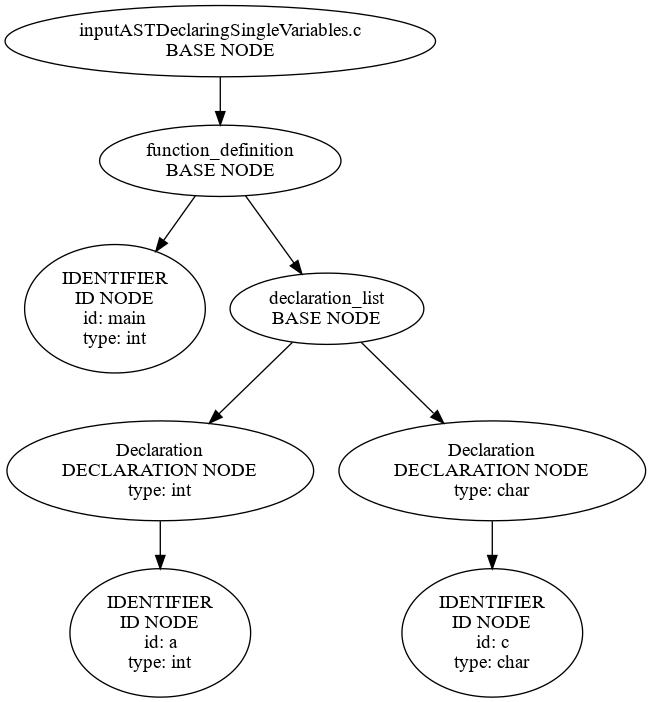 inputASTDeclaringSingleVariables.c
BASE NODE
function_definition
BASE NODE
IDENTIFIER
ID NODE
id: main
type: int
declaration_list
BASE NODE
Declaration
DECLARATION NODE
type: int
Declaration
DECLARATION NODE
type: char
IDENTIFIER
ID NODE
id: a
type: int
IDENTIFIER
ID NODE
id: c
type: char